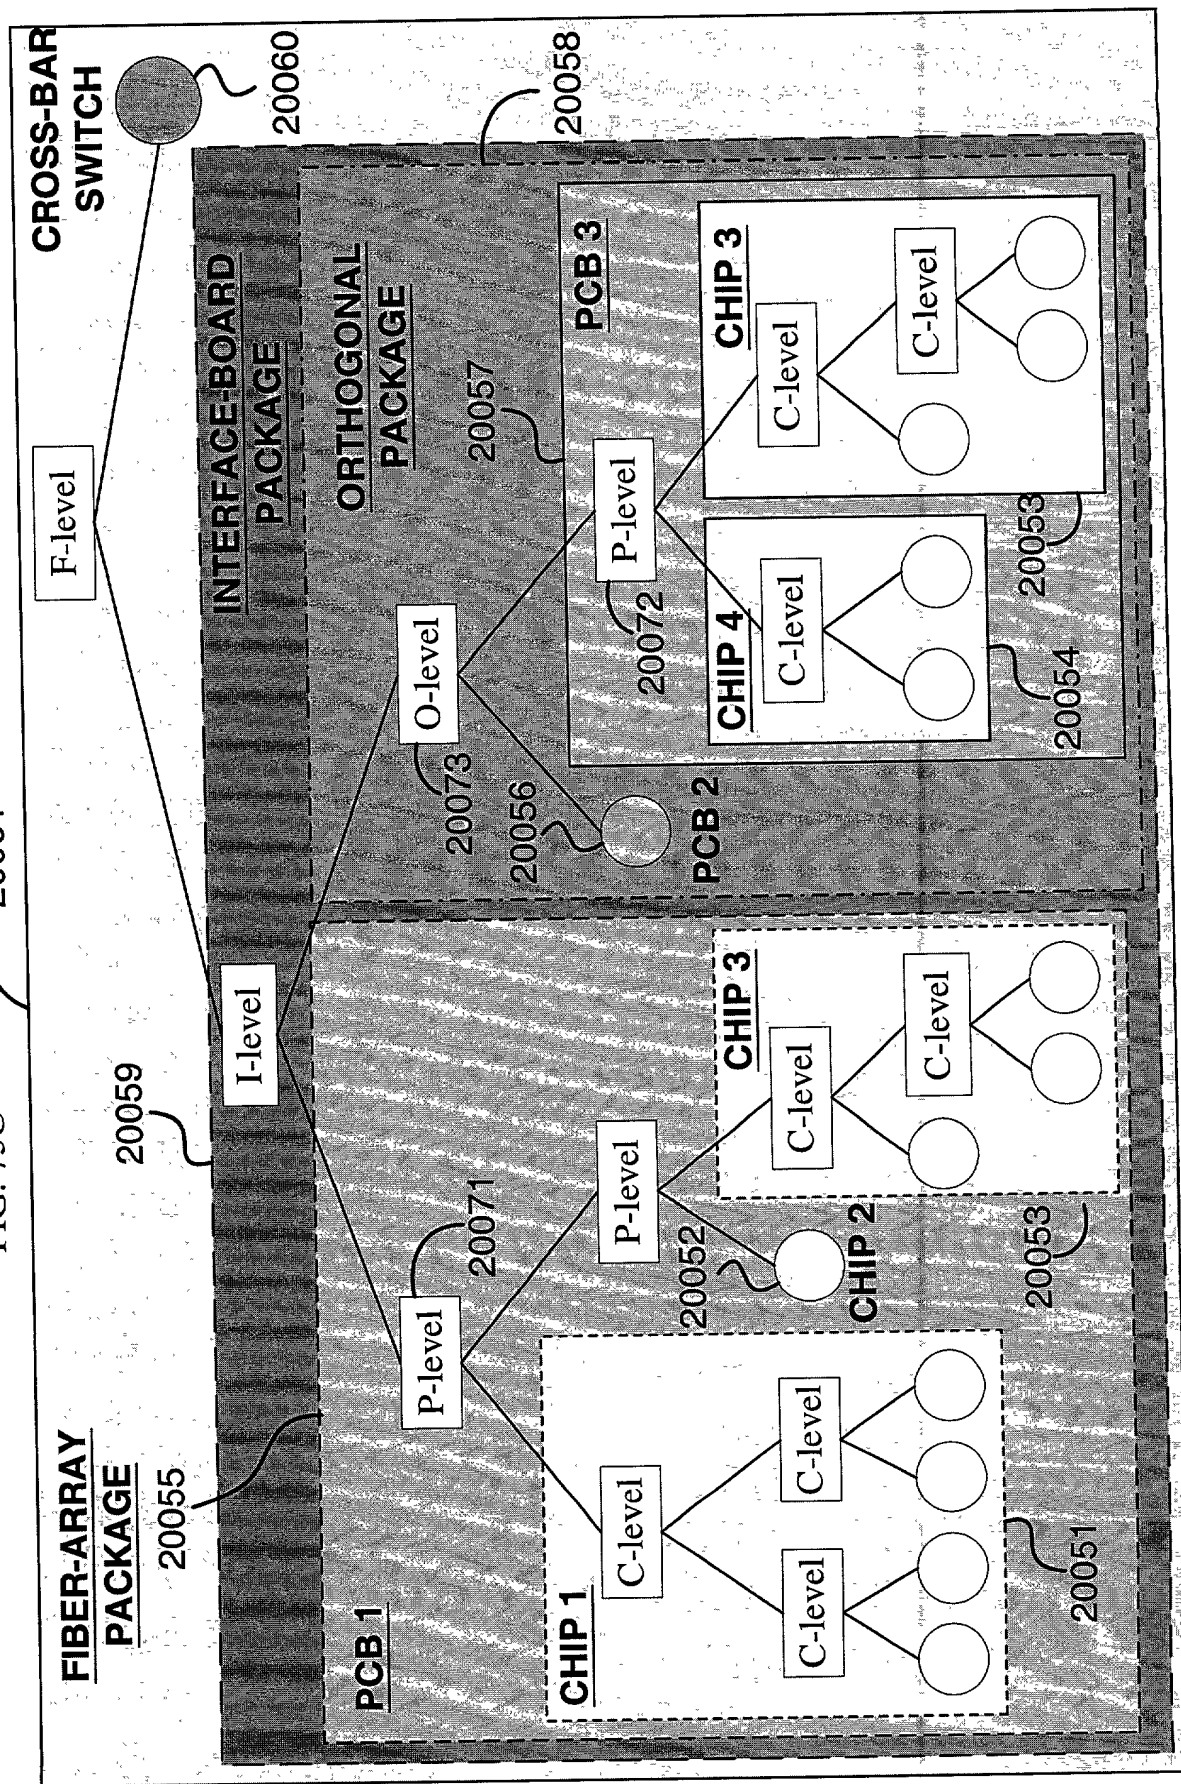 CROSS-BAR
SWITCH
20060
F-level
FIBER-ARRAY
PACKAGE
20059
I-level
INTERFACE-BOARD
PACKAGE
20058
20055
PCB 1
P-level
20071
O-level
20073
ORTHOGONAL
PACKAGE
20057
CHIP 1
C-level
C-level
C-level
20051
P-level
20052
CHIP 2
CHIP 3
C-level
C-level
20053
20056
PCB 2
PCB 3
P-level
20072
CHIP 4
C-level
20054
CHIP 3
C-level
C-level
20053